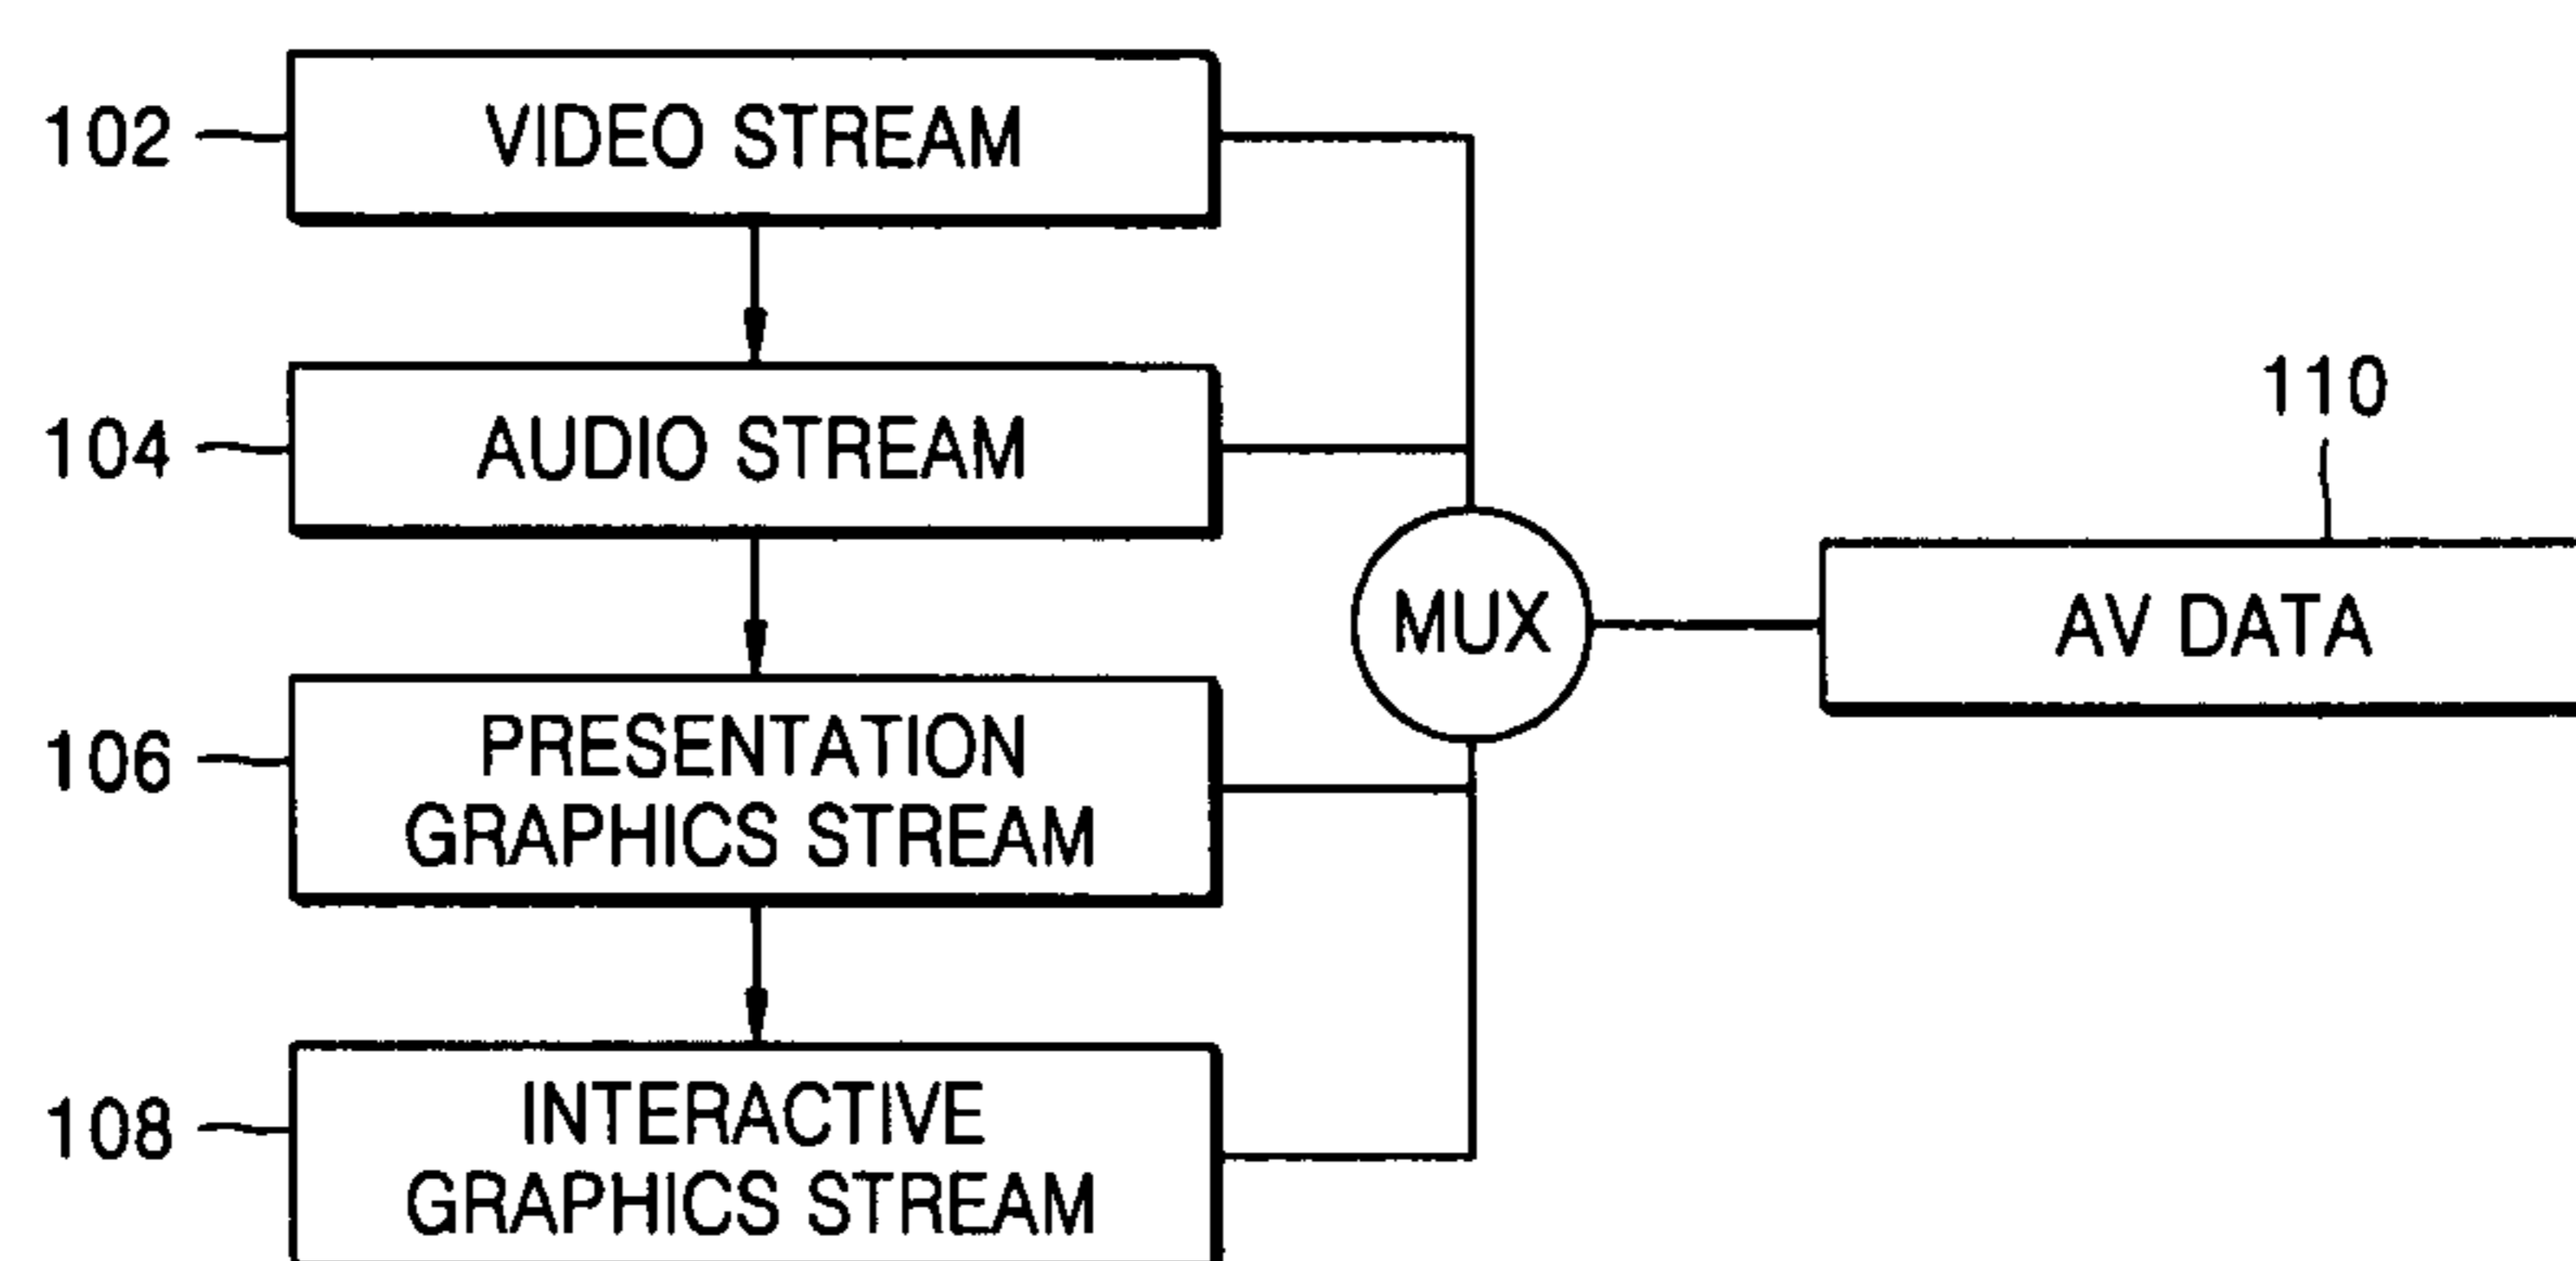 102
VIDEO STREAM
104
AUDIO STREAM
110
MUX
AV DATA
106
PRESENTATION
GRAPHICS STREAM
108
INTERACTIVE
GRAPHICS STREAM